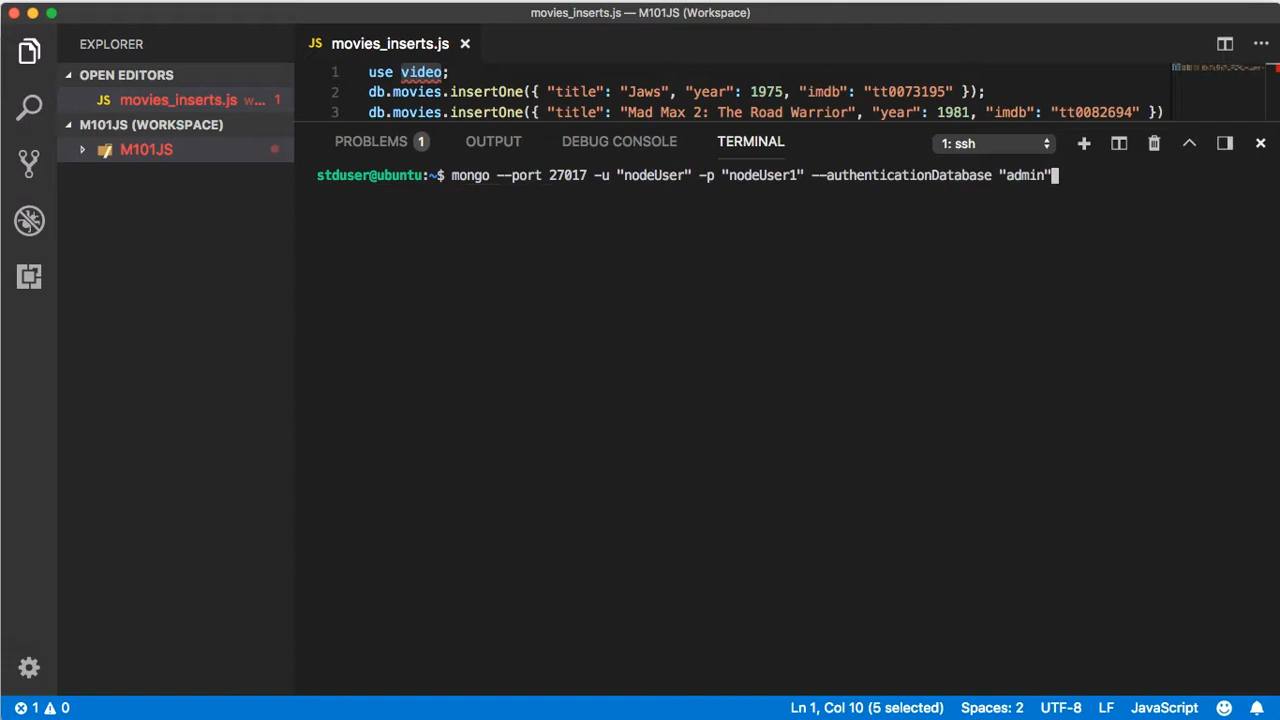 movies_inserts.js — M101JS (Workspace)
EXPLORER
OPEN EDITORS
JS movies_inserts.js w... 1
M101JS (WORKSPACE)
M101JS
JS movies_inserts.js ×
1 use video;
2 db.movies.insertOne({ "title": "Jaws", "year": 1975, "imdb": "tt0073195" });
3 db.movies.insertOne({ "title": "Mad Max 2: The Road Warrior", "year": 1981, "imdb": "tt0082694" })
PROBLEMS 1 OUTPUT DEBUG CONSOLE TERMINAL 1: ssh
stduser@ubuntu:~$ mongo --port 27017 -u "nodeUser" -p "nodeUser1" --authenticationDatabase "admin"
1 0 Ln 1, Col 10 (5 selected) Spaces: 2 UTF-8 LF JavaScript